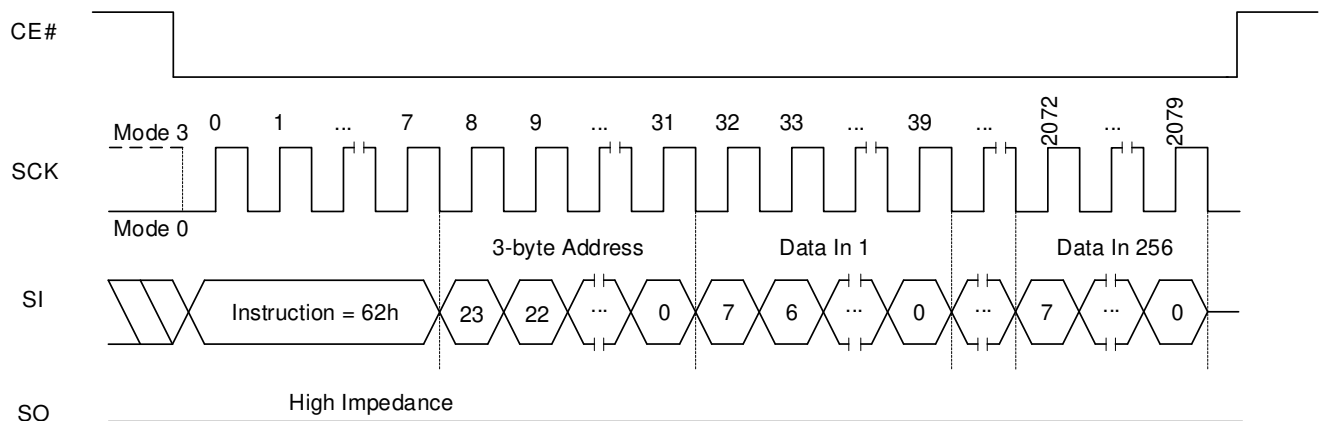 CE#
0 1 ... 7 8 9 ... 31 32 33 ... 39 ... 2072 ... 2079
Mode 3
SCK
Mode 0
3-byte Address Data In 1 Data In 256
SI Instruction = 62h 23 22 ... 0 7 6 ... 0 ... 7 ... 0
High Impedance
SO